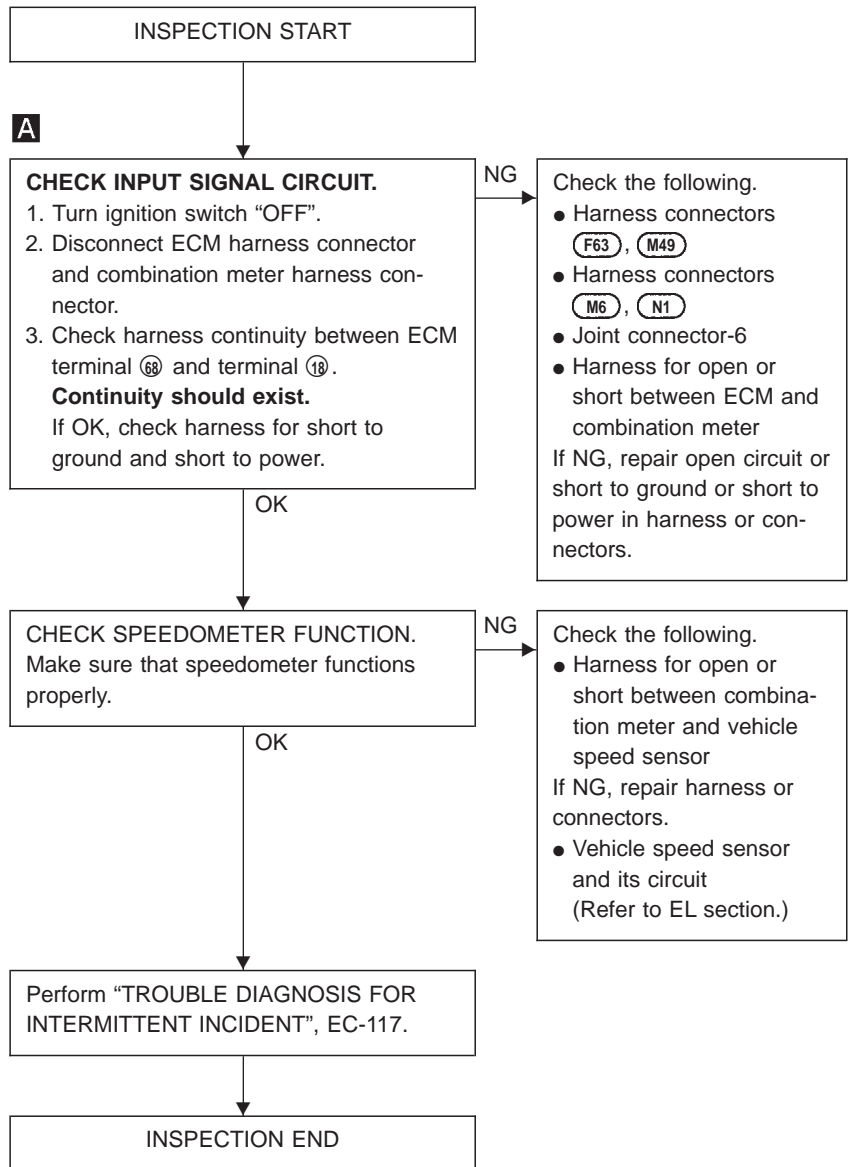 INSPECTION START
A
CHECK INPUT SIGNAL CIRCUIT.
1. Turn ignition switch “OFF”.
2. Disconnect ECM harness connector
and combination meter harness con-
nector.
3. Check harness continuity between ECM
terminal 68 and terminal 18.
Continuity should exist.
If OK, check harness for short to
ground and short to power.
NG
Check the following.
● Harness connectors
F63, M49
● Harness connectors
M6, N1
● Joint connector-6
● Harness for open or
short between ECM and
combination meter
If NG, repair open circuit or
short to ground or short to
power in harness or con-
nectors.
OK
CHECK SPEEDOMETER FUNCTION.
Make sure that speedometer functions
properly.
NG
Check the following.
● Harness for open or
short between combina-
tion meter and vehicle
speed sensor
If NG, repair harness or
connectors.
● Vehicle speed sensor
and its circuit
(Refer to EL section.)
OK
Perform “TROUBLE DIAGNOSIS FOR
INTERMITTENT INCIDENT”, EC-117.
INSPECTION END